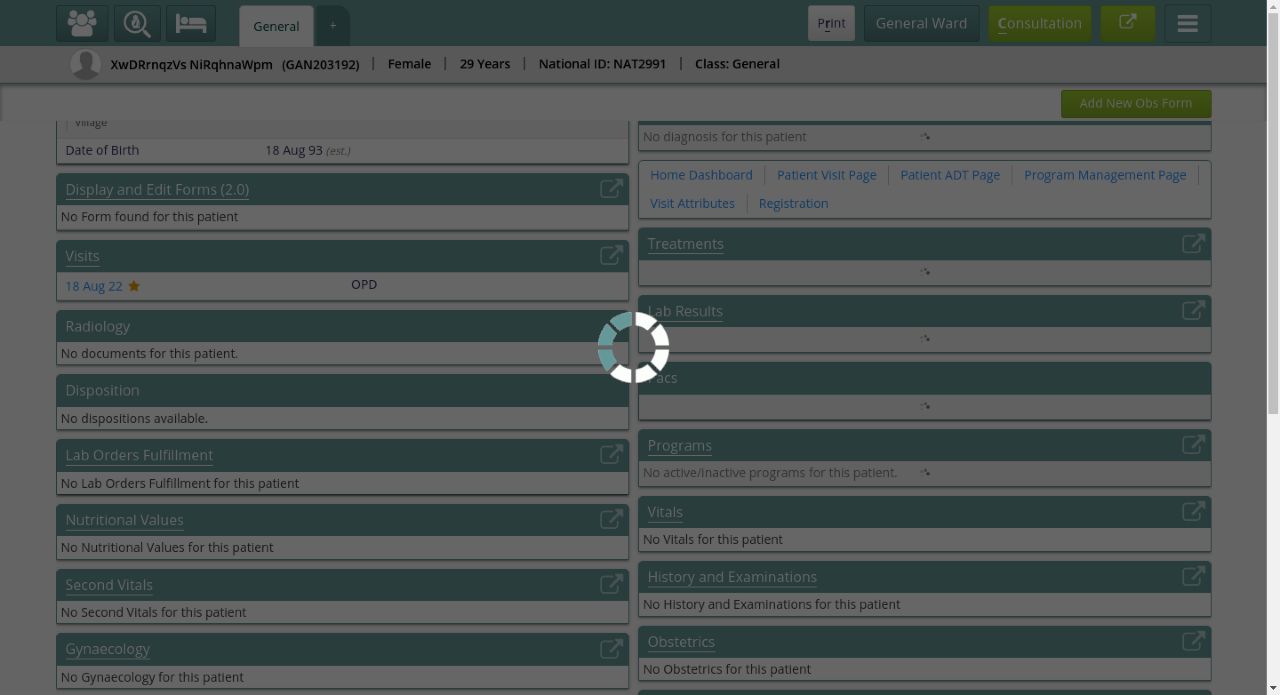 General
+
Print
General Ward
Consultation
XwDRrnqzVs NiRqhnaWpm (GAN203192) | Female | 29 Years | National ID: NAT2991 | Class: General
Add New Obs Form
Village
Date of Birth 18 Aug 93 (est.)
Display and Edit Forms (2.0)
No Form found for this patient
Visits
18 Aug 22 OPD
Radiology
No documents for this patient.
Disposition
No dispositions available.
Lab Orders Fulfillment
No Lab Orders Fulfillment for this patient
Nutritional Values
No Nutritional Values for this patient
Second Vitals
No Second Vitals for this patient
Gynaecology
No Gynaecology for this patient
No diagnosis for this patient
Home Dashboard | Patient Visit Page | Patient ADT Page | Program Management Page |
Visit Attributes | Registration
Treatments
Lab Results
Pacs
Programs
No active/inactive programs for this patient.
Vitals
No Vitals for this patient
History and Examinations
No History and Examinations for this patient
Obstetrics
No Obstetrics for this patient